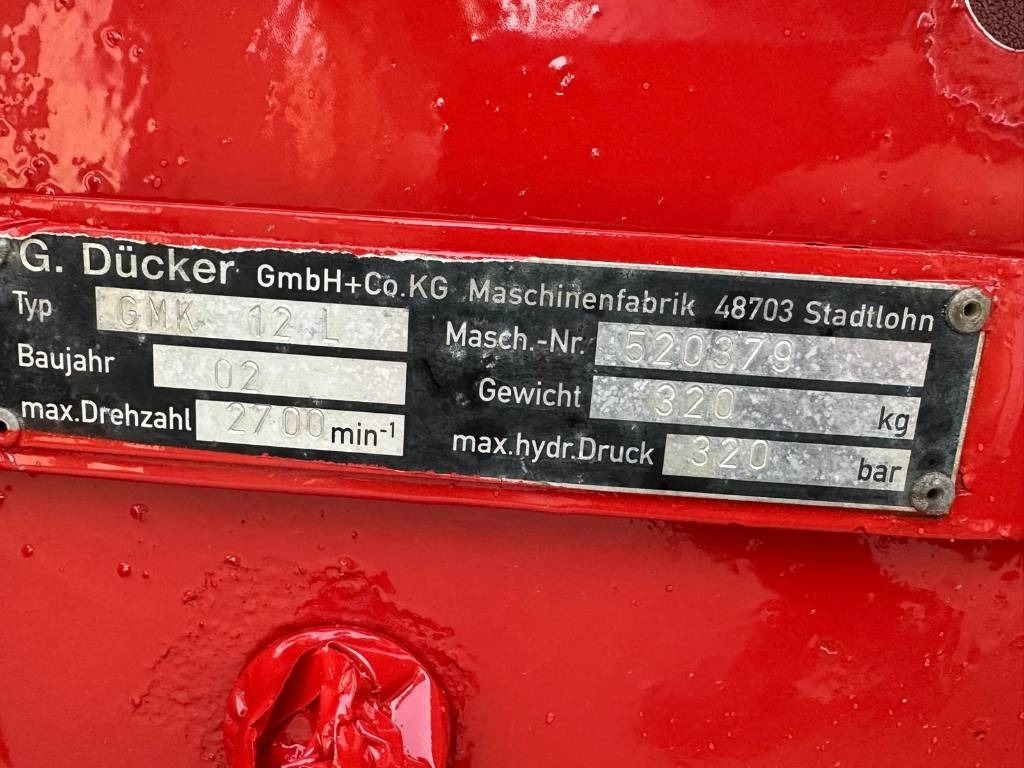 G. Dücker GmbH+Co.KG Maschinenfabrik 48703 Stadtlohn
Typ GMK 12 L
Masch.-Nr. 520379
Baujahr 02
Gewicht 320 kg
max.Drehzahl 2700 min-1
max.hydr.Druck 320 bar